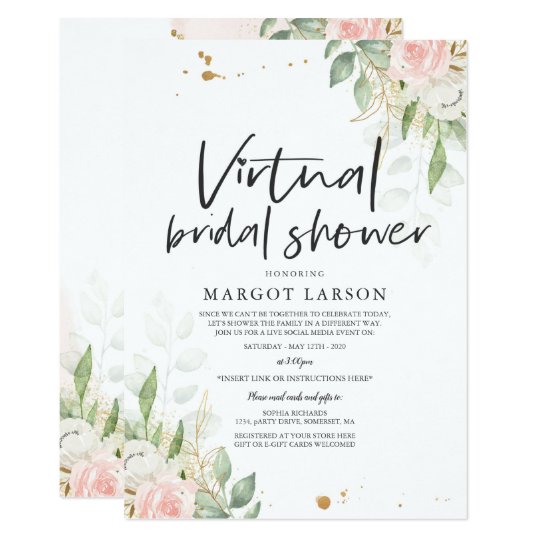 Virtual
bridal shower
HONORING
MARGOT LARSON
SINCE WE CAN'T BE TOGETHER TO CELEBRATE TODAY,
LET'S SHOWER THE FAMILY IN A DIFFERENT WAY.
JOIN US FOR A LIVE SOCIAL MEDIA EVENT ON:
SATURDAY - MAY 12TH - 2020
at 3:00pm
*INSERT LINK OR INSTRUCTIONS HERE*
Please mail cards and gifts to:
SOPHIA RICHARDS
1234, pARTY DRIVE, SOMERSET, MA
REGISTERED AT YOUR STORE HERE
GIFT OR E-GIFT CARDS WELCOMED